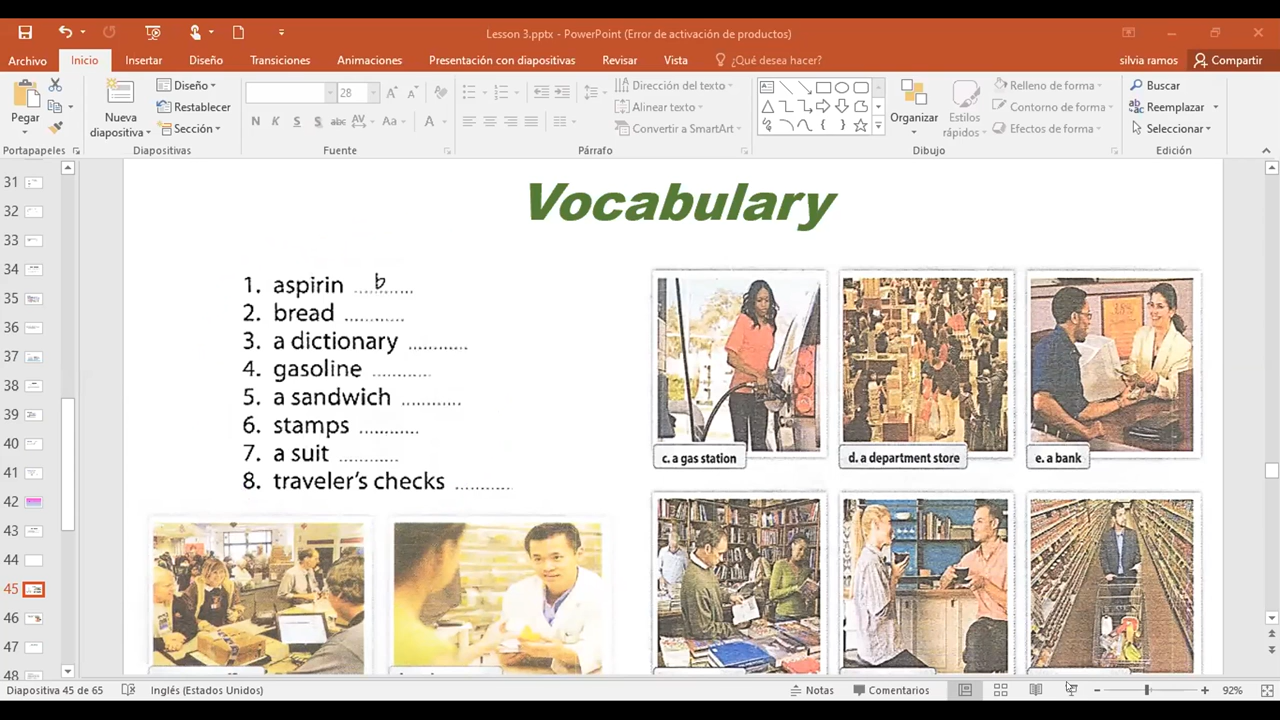 Lesson 3.pptx - PowerPoint (Error de activación de productos)
Archivo Inicio Insertar Diseño Transiciones Animaciones Presentación con diapositivas Revisar Vista ¿Qué desea hacer? silvia ramos Compartir
Pegar
Portapapeles
Nueva diapositiva
Diseño
Restablecer
Sección
Diapositivas
28
N K S S abc AV Aa A
Fuente
Dirección del texto
Alinear texto
Convertir a SmartArt
Párrafo
Organizar
Estilos rápidos
Relleno de forma
Contorno de forma
Efectos de forma
Dibujo
Buscar
Reemplazar
Seleccionar
Edición
31
32
33
34
35
36
37
38
39
40
41
42
43
44
45
46
47
48
Vocabulary
1. aspirin ....b....
2. bread ...........
3. a dictionary ...........
4. gasoline ...........
5. a sandwich ...........
6. stamps ...........
7. a suit ...........
8. traveler's checks ...........
c. a gas station
d. a department store
e. a bank
Diapositiva 45 de 65 Inglés (Estados Unidos) Notas Comentarios 92%